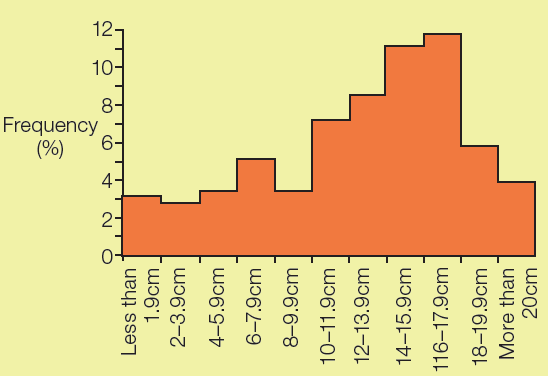 12
10
8
Frequency
(%)
6
4
2
0
Less than
1.9cm
2–3.9cm
4–5.9cm
6–7.9cm
8–9.9cm
10–11.9cm
12–13.9cm
14–15.9cm
116–17.9cm
18–19.9cm
More than
20cm